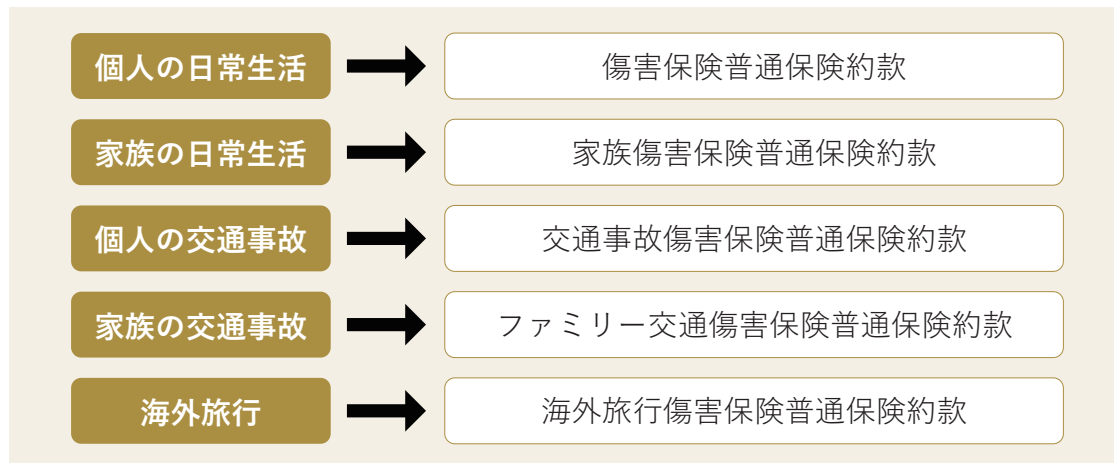 個人の日常生活
傷害保険普通保険約款
家族の日常生活
家族傷害保険普通保険約款
個人の交通事故
交通事故傷害保険普通保険約款
家族の交通事故
ファミリー交通傷害保険普通保険約款
海外旅行
海外旅行傷害保険普通保険約款